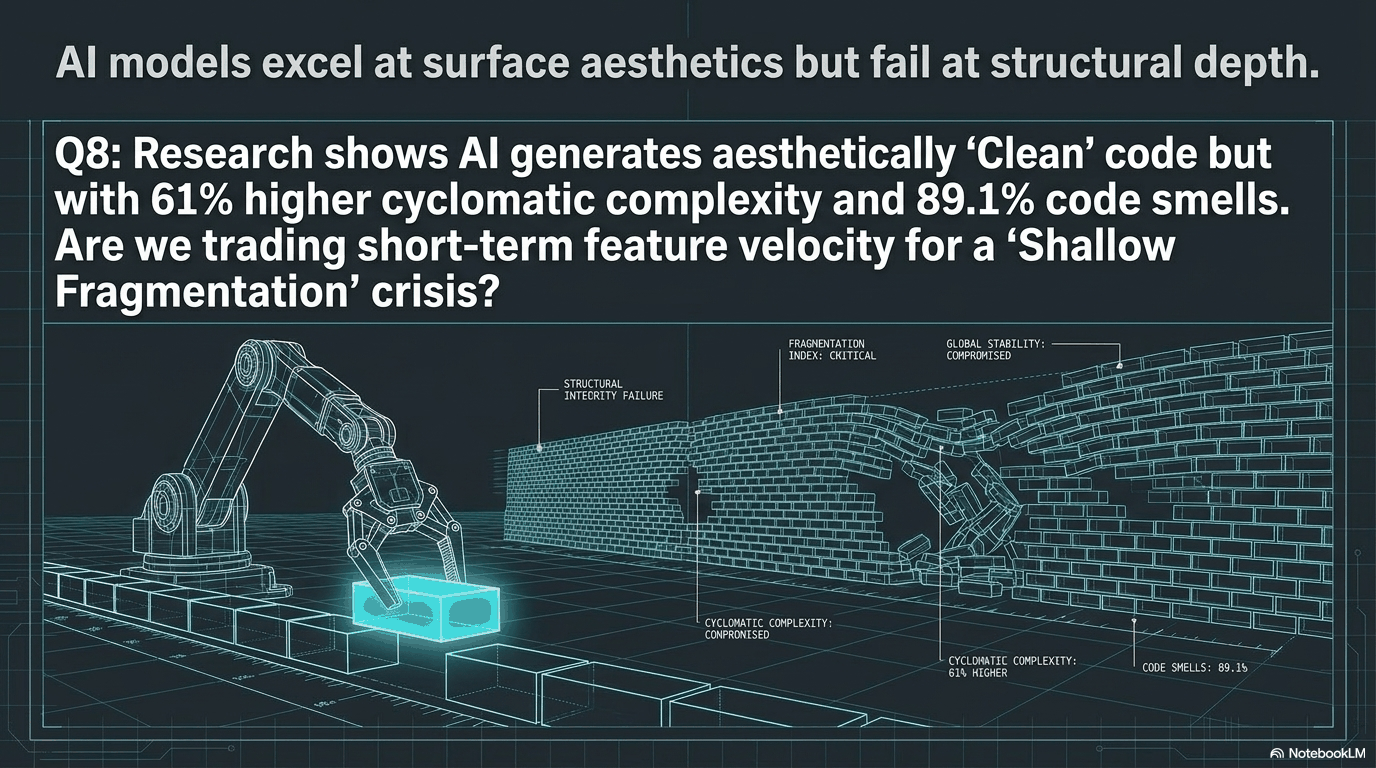 AI models excel at surface aesthetics but fail at structural depth.
Q8: Research shows AI generates aesthetically ‘Clean’ code but
with 61% higher cyclomatic complexity and 89.1% code smells.
Are we trading short-term feature velocity for a ‘Shallow
Fragmentation’ crisis?
FRAGNENTATION
INDEX: CKITICAL
GLOBAL STABILITY:
COMPROMISED
STRUCTURAL
INTECRITY FAILURE
CYCLOMATIC COMPLEXITY:
CONPROMISED
CYCLDMATIC COMPLEXITY:
61% HIGHER
CODE SMELLS: 89.1%
NotebookLM